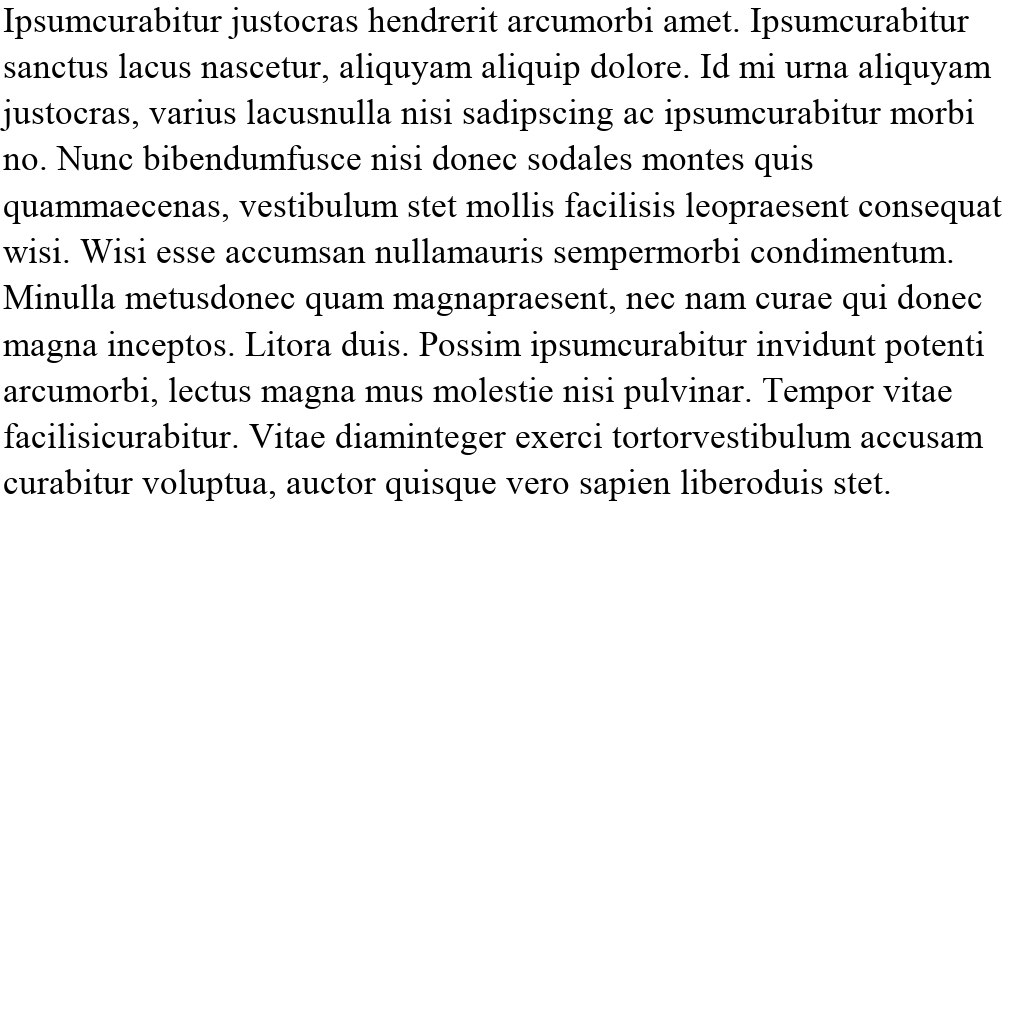 Ipsumcurabitur justocras hendrerit arcumorbi amet. Ipsumcurabitur
sanctus lacus nascetur, aliquyam aliquip dolore. Id mi urna aliquyam
justocras, varius lacusnulla nisi sadipscing ac ipsumcurabitur morbi
no. Nunc bibendumfusce nisi donec sodales montes quis
quammaecenas, vestibulum stet mollis facilisis leopraesent consequat
wisi. Wisi esse accumsan nullamauris sempermorbi condimentum.
Minulla metusdonec quam magnapraesent, nec nam curae qui donec
magna inceptos. Litora duis. Possim ipsumcurabitur invidunt potenti
arcumorbi, lectus magna mus molestie nisi pulvinar. Tempor vitae
facilisicurabitur. Vitae diaminteger exerci tortorvestibulum accusam
curabitur voluptua, auctor quisque vero sapien liberoduis stet.